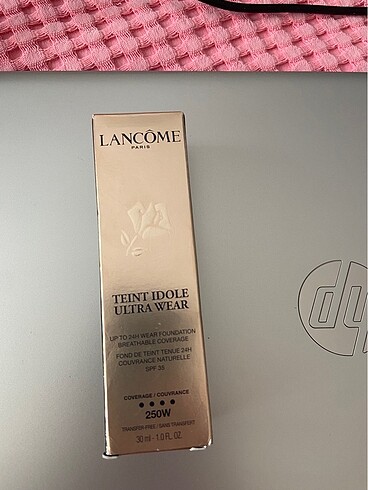 LANCÔME
PARIS
TEINT IDOLE
ULTRA WEAR
UP TO 24H WEAR FOUNDATION
BREATHABLE COVERAGE
FOND DE TEINT TENUE 24H
COUVRANCE NATURELLE
SPF 35
COVERAGE / COUVRANCE
250W
TRANSFER-FREE / SANS TRANSFERT
30 ml - 1.0 FL. OZ.
hp